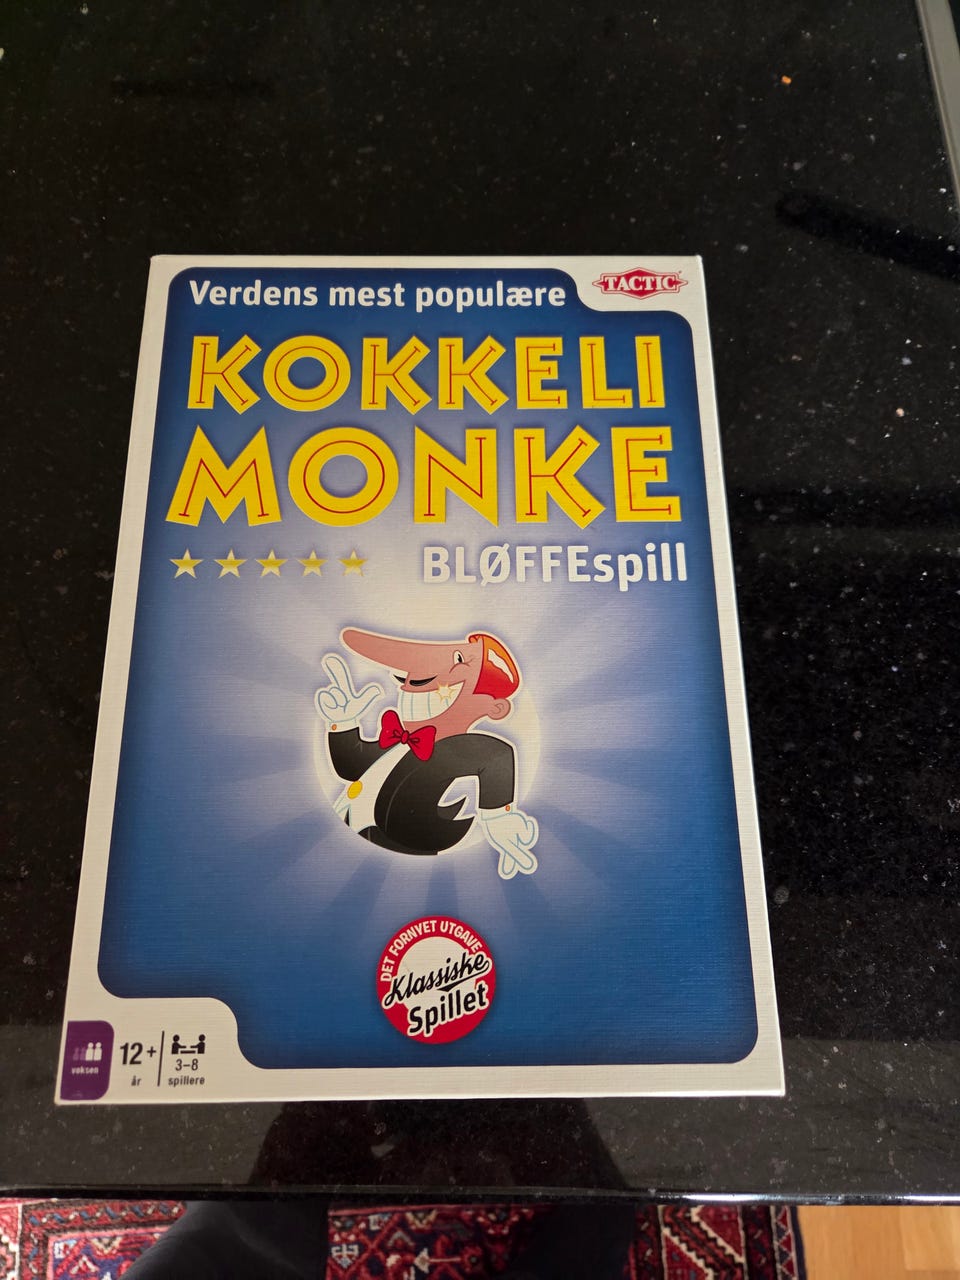 Verdens mest populære
TACTIC
KOKKELI
MONKE
BLØFFEspill
DET FORNYET UTGAVE
Klassiske
Spillet
voksen
12+
år
3-8
spillere